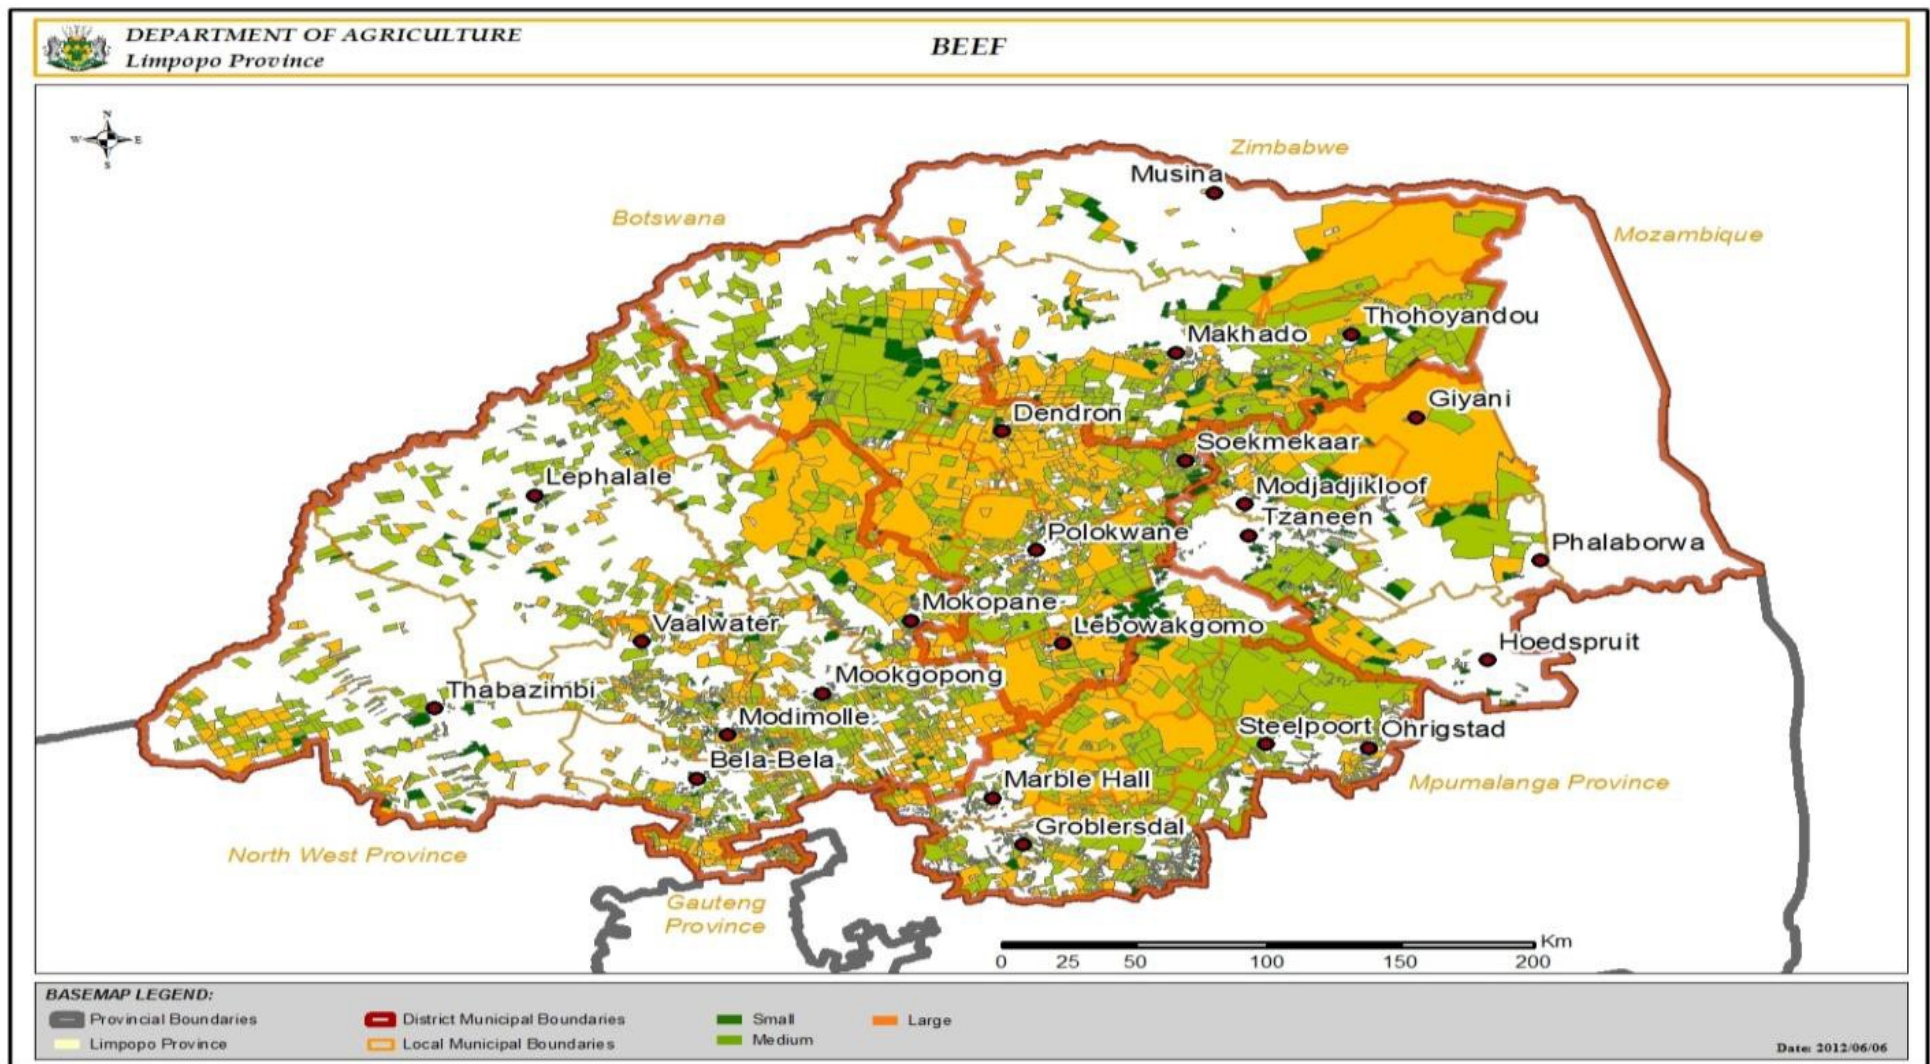 DEPARTMENT OF AGRICULTURE
Limpopo Province
BEEF
N
W E
S
Zimbabwe
Musina
Botswana
Mozambique
Thohoyandou
Makhado
Giyani
Dendron
Soekmekaar
Lephalale
Modjadjikloof
Tzaneen
Polokwane
Phalaborwa
Mokopane
Vaalwater
Lebowakgomo
Hoedspruit
Mookgopong
Thabazimbi
Modimolle
Steelpoort
Ohrigstad
Bela-Bela
Marble Hall
Mpumalanga Province
Groblersdal
North West Province
Gauteng
Province
Km
0 25 50 100 150 200
BASEMAP LEGEND:
Provincial Boundaries
District Municipal Boundaries
Small
Large
Limpopo Province
Local Municipal Boundaries
Medium
Date: 2012/06/06